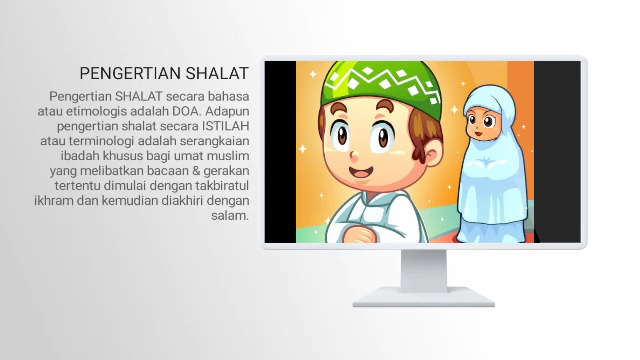 PENGERTIAN SHALAT
Pengertian SHALAT secara bahasa
atau etimologis adalah DOA. Adapun
pengertian shalat secara ISTILAH
atau terminologi adalah serangkaian
ibadah khusus bagi umat muslim
yang melibatkan bacaan & gerakan
tertentu dimulai dengan takbiratul
ikhram dan kemudian diakhiri dengan
salam.